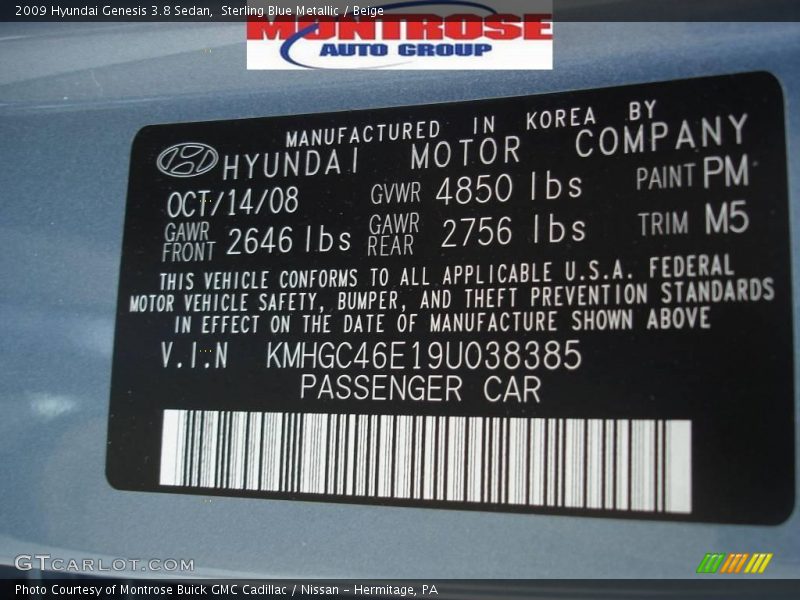 2009 Hyundai Genesis 3.8 Sedan, Sterling Blue Metallic / Beige
MONTROSE
AUTO GROUP
MANUFACTURED IN KOREA BY
HYUNDAI MOTOR COMPANY
OCT/14/08 GVWR 4850 lbs PAINT PM
GAWR FRONT 2646 lbs GAWR REAR 2756 lbs TRIM M5
THIS VEHICLE CONFORMS TO ALL APPLICABLE U.S.A. FEDERAL
MOTOR VEHICLE SAFETY, BUMPER, AND THEFT PREVENTION STANDARDS
IN EFFECT ON THE DATE OF MANUFACTURE SHOWN ABOVE
V.I.N KMHGC46E19U038385
PASSENGER CAR
GTCARLOT.COM
Photo Courtesy of Montrose Buick GMC Cadillac / Nissan - Hermitage, PA